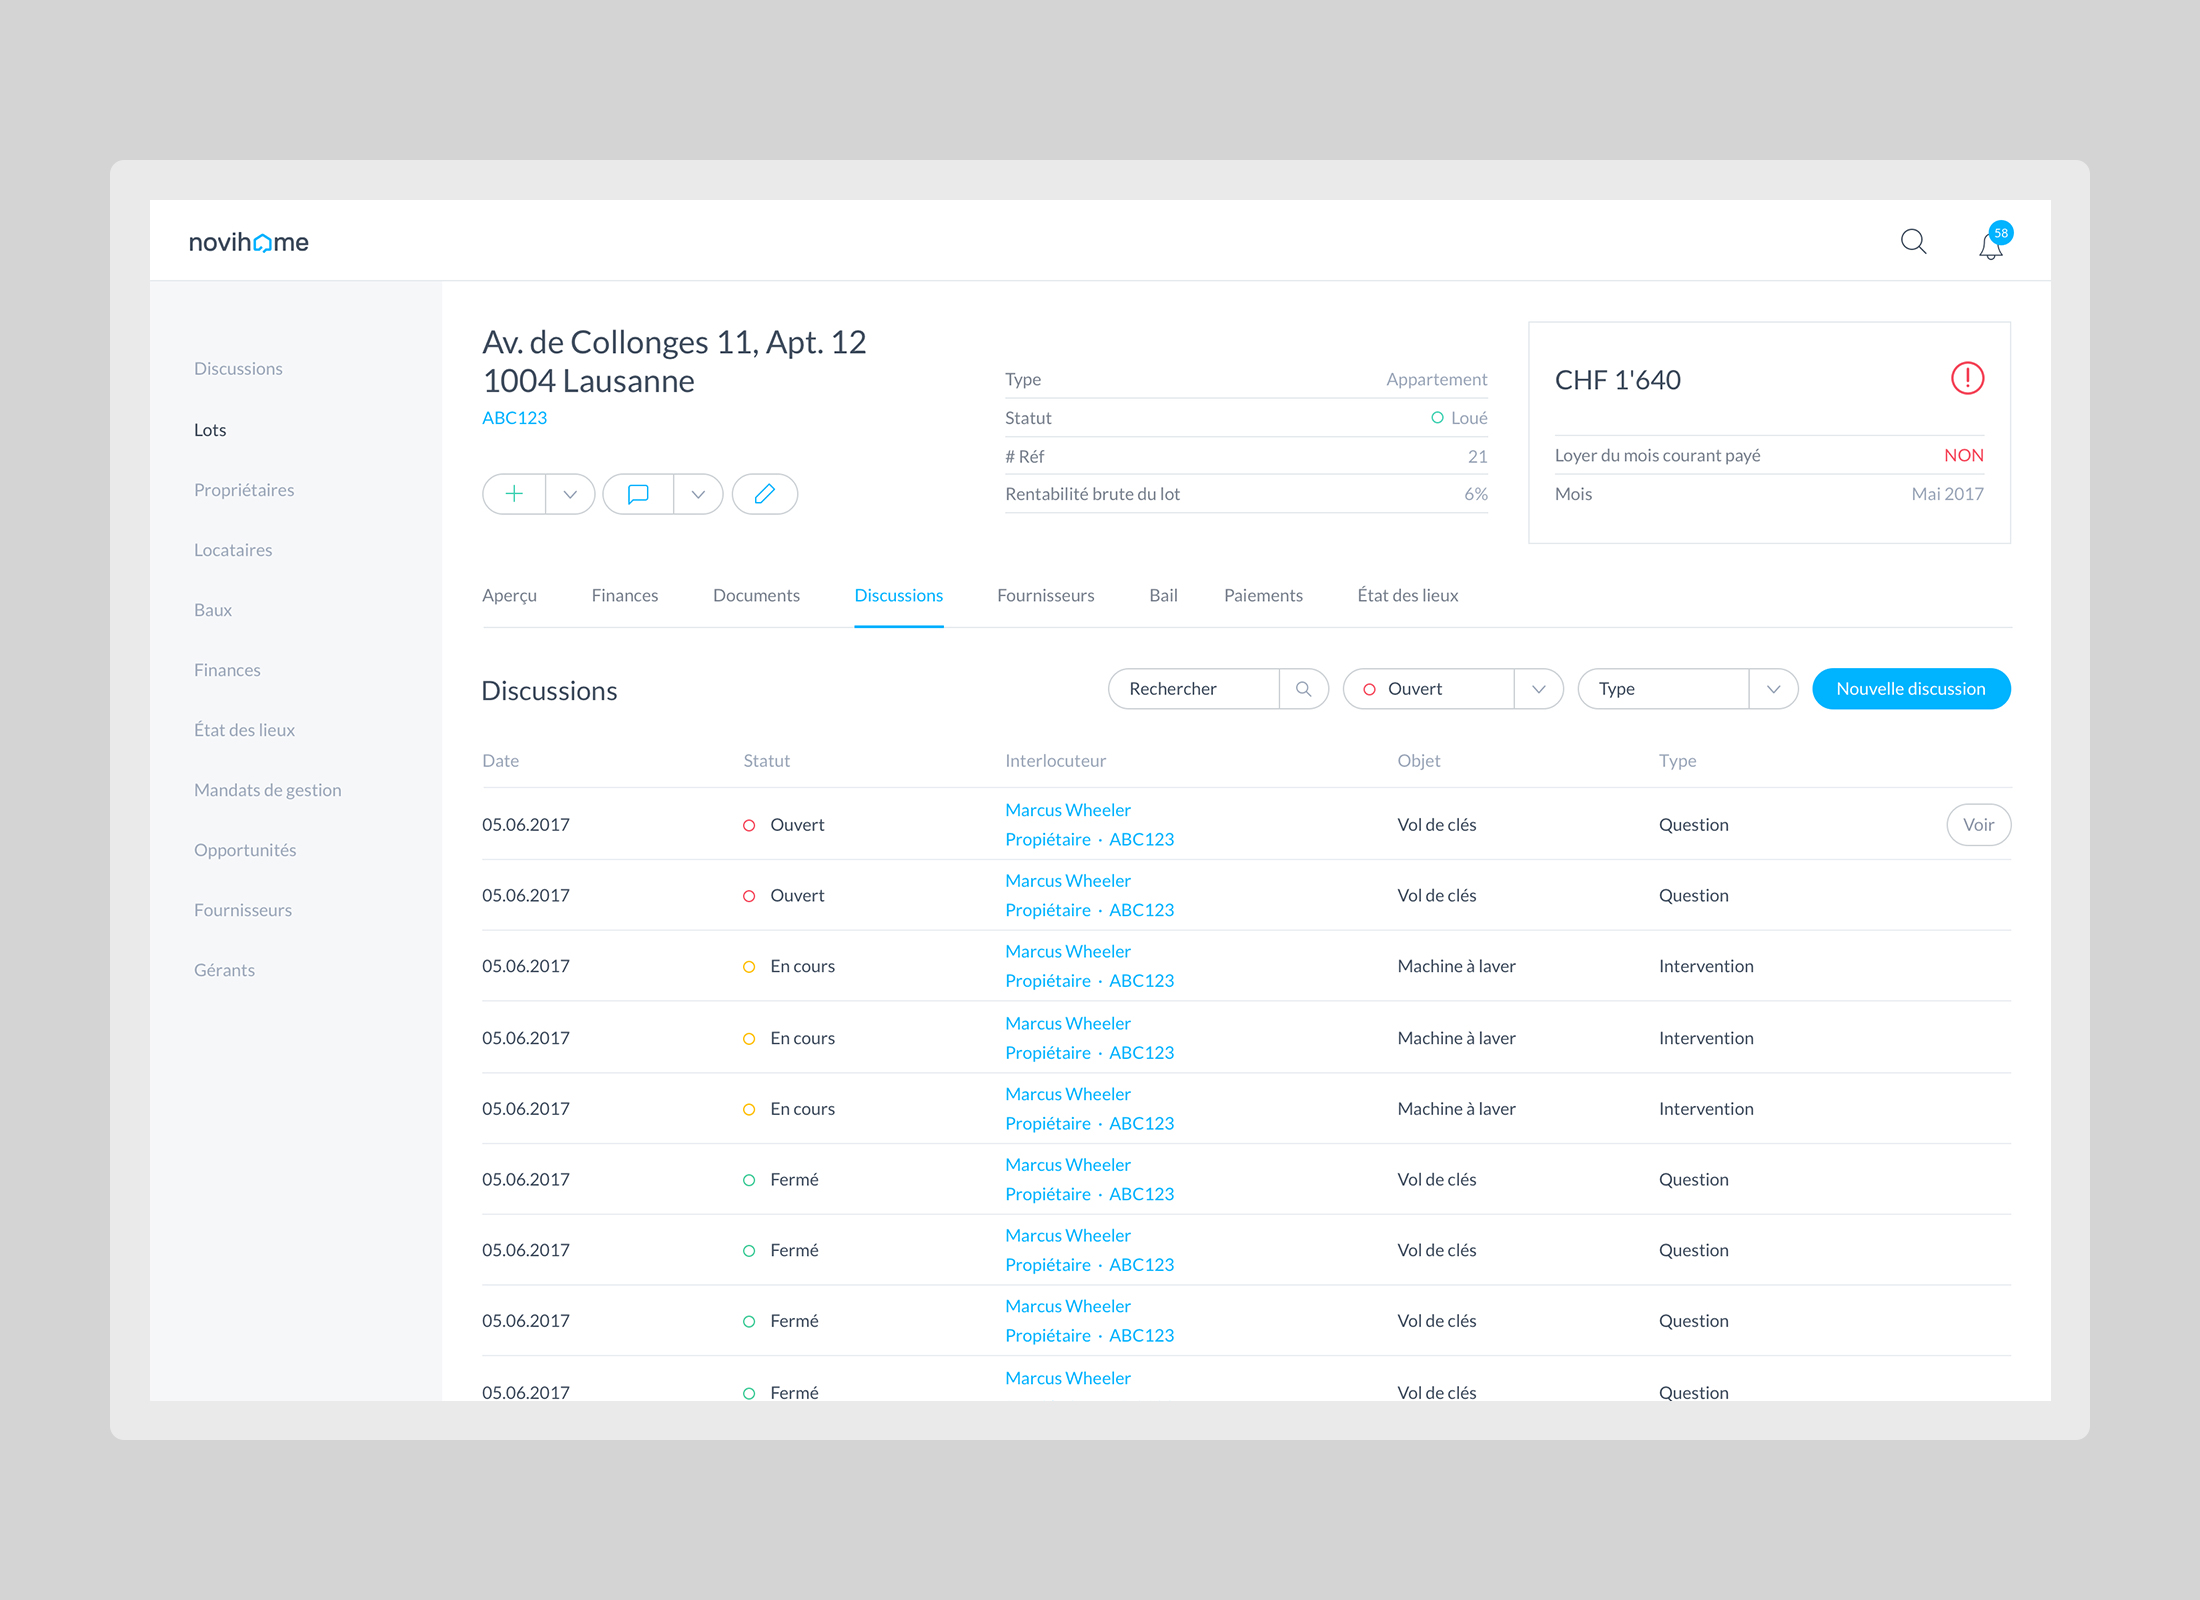 novihome
58
Discussions
Lots
Propriétaires
Locataires
Baux
Finances
État des lieux
Mandats de gestion
Opportunités
Fournisseurs
Gérants
Av. de Collonges 11, Apt. 12
1004 Lausanne
ABC123
Type Appartement
Statut Loué
# Réf 21
Rentabilité brute du lot 6%
CHF 1'640
Loyer du mois courant payé NON
Mois Mai 2017
Aperçu Finances Documents Discussions Fournisseurs Bail Paiements État des lieux
Discussions Rechercher Ouvert Type Nouvelle discussion
Date Statut Interlocuteur Objet Type
Marcus Wheeler
05.06.2017 Ouvert Vol de clés Question Voir
Propiétaire · ABC123
Marcus Wheeler
05.06.2017 Ouvert Vol de clés Question
Propiétaire · ABC123
Marcus Wheeler
05.06.2017 En cours Machine à laver Intervention
Propiétaire · ABC123
Marcus Wheeler
05.06.2017 En cours Machine à laver Intervention
Propiétaire · ABC123
Marcus Wheeler
05.06.2017 En cours Machine à laver Intervention
Propiétaire · ABC123
Marcus Wheeler
05.06.2017 Fermé Vol de clés Question
Propiétaire · ABC123
Marcus Wheeler
05.06.2017 Fermé Vol de clés Question
Propiétaire · ABC123
Marcus Wheeler
05.06.2017 Fermé Vol de clés Question
Propiétaire · ABC123
Marcus Wheeler
05.06.2017 Fermé Vol de clés Question